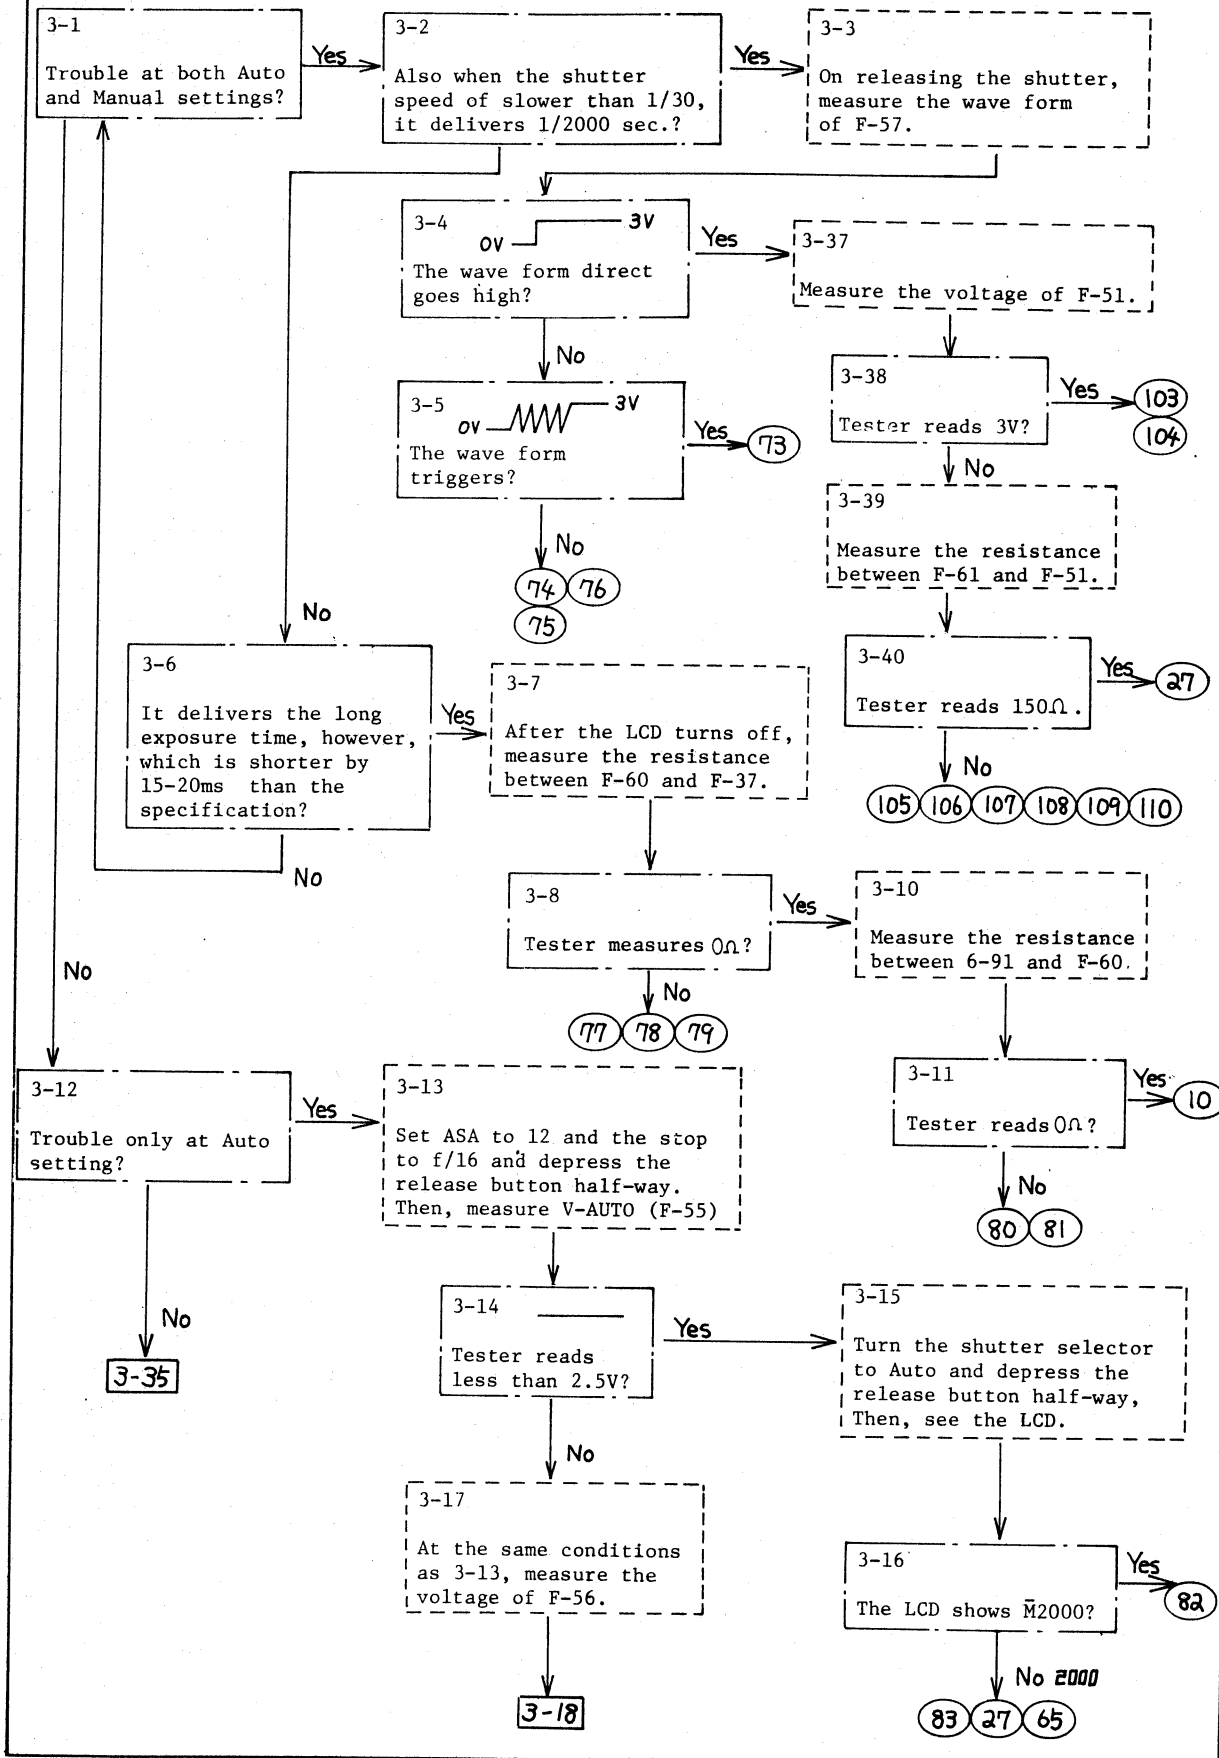 3-1
Trouble at both Auto
and Manual settings?
Yes
3-2
Also when the shutter
speed of slower than 1/30,
it delivers 1/2000 sec.?
Yes
3-3
On releasing the shutter,
measure the wave form
of F-57.
3-4
0V 3V
The wave form direct
goes high?
Yes
3-37
Measure the voltage of F-51.
No
3-38
Tester reads 3V?
Yes
103
104
3-5
0V 3V
The wave form
triggers?
Yes
73
No
3-39
Measure the resistance
between F-61 and F-51.
No
74 76
75
No
3-6
It delivers the long
exposure time, however,
which is shorter by
15-20ms than the
specification?
Yes
3-7
After the LCD turns off,
measure the resistance
between F-60 and F-37.
3-40
Tester reads 150Ω.
Yes
27
No
105 106 107 108 109 110
No
3-8
Tester measures 0Ω?
Yes
3-10
Measure the resistance
between 6-91 and F-60.
No
No
77 78 79
3-11
Tester reads 0Ω?
Yes
10
No
80 81
3-12
Trouble only at Auto
setting?
Yes
3-13
Set ASA to 12 and the stop
to f/16 and depress the
release button half-way.
Then, measure V-AUTO (F-55)
No
3-35
3-14
Tester reads
less than 2.5V?
Yes
3-15
Turn the shutter selector
to Auto and depress the
release button half-way,
Then, see the LCD.
No
3-17
At the same conditions
as 3-13, measure the
voltage of F-56.
3-18
3-16
The LCD shows M̄2000?
Yes
82
No 2000
83 27 65